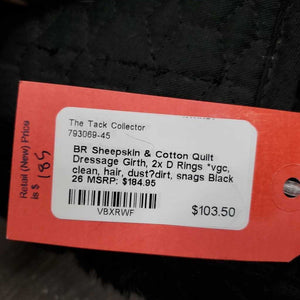 The Tack Collector
793069-45
BR Sheepskin & Cotton Quilt
Dressage Girth, 2x D Rings *vgc,
clean, hair, dust?dirt, snags Black
26 MSRP: $184.95
VBXRWF
$103.50
Retail (New) Price
is $ 185